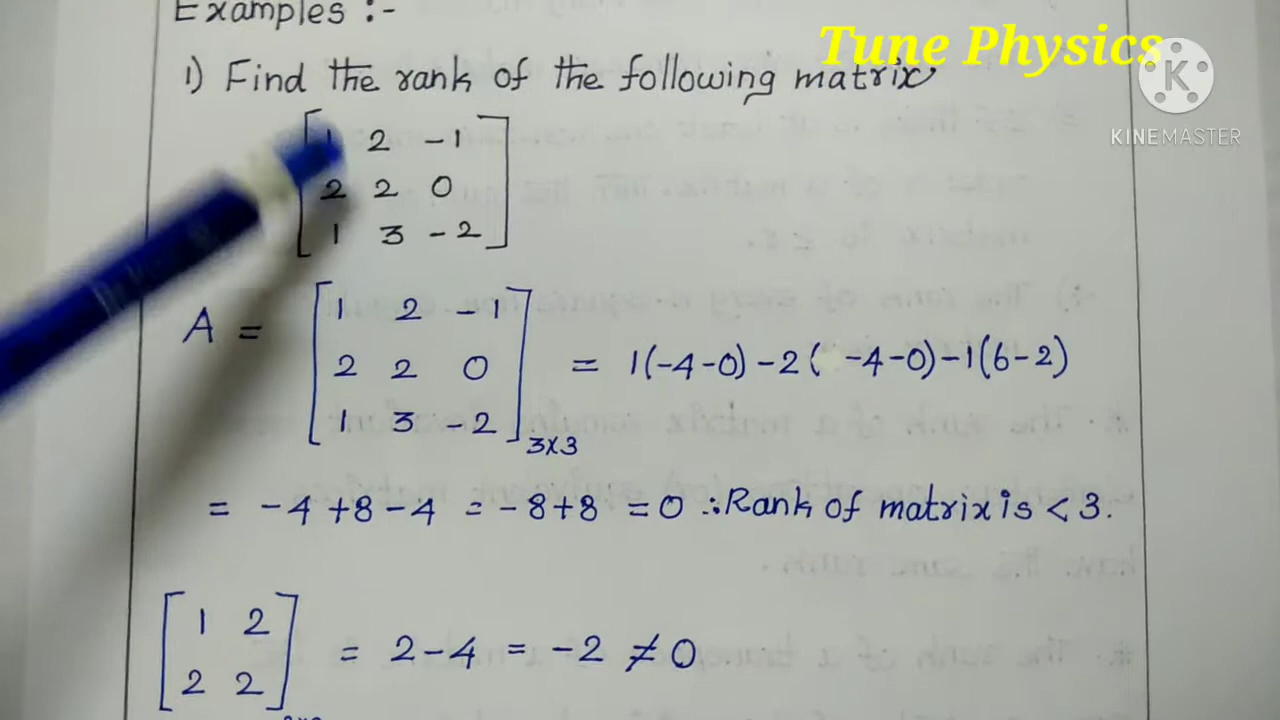 Examples :-
Tune Physics
K
KINEMASTER
1) Find the rank of the following matrix
1 2 -1
2 2 0
1 3 -2
A = [1 2 -1
2 2 0
1 3 -2]3x3 = 1(-4-0)-2( -4-0)-1(6-2)
= -4+8-4 = -8+8 = 0 ∴Rank of matrix is < 3.
[1 2
2 2] = 2-4 = -2 ≠ 0